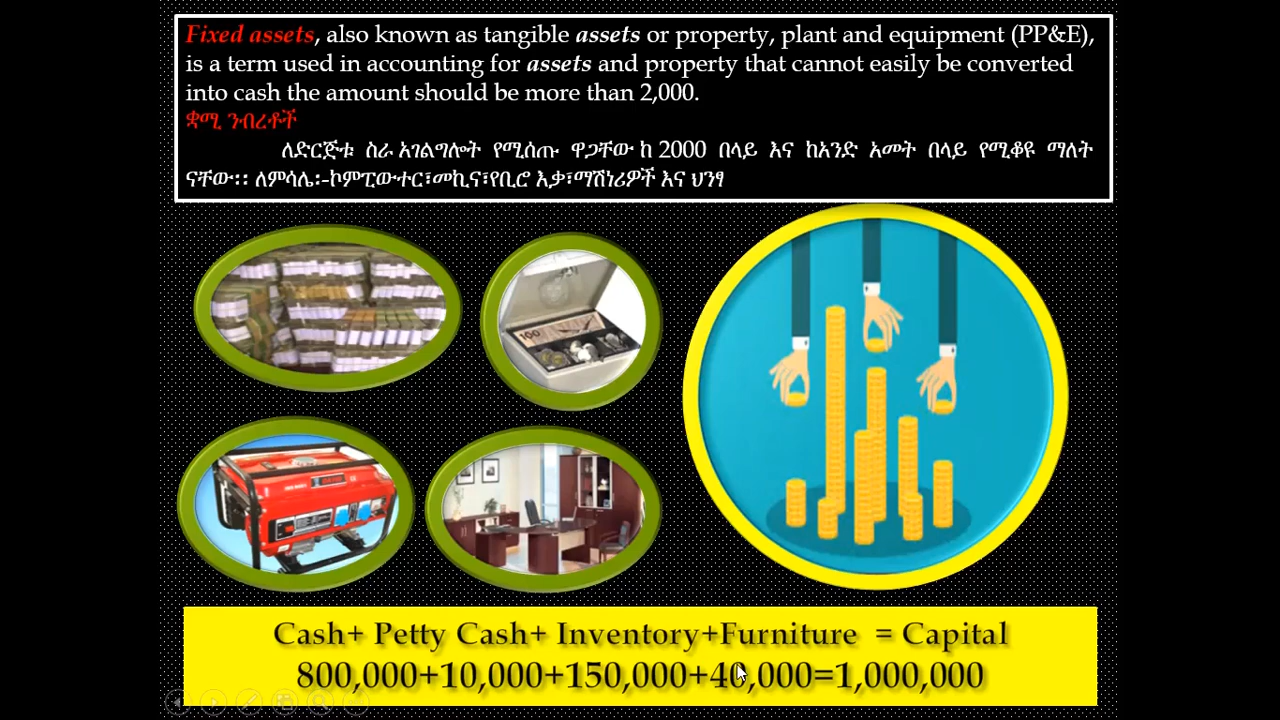 Fixed assets, also known as tangible assets or property, plant and equipment (PP&E),
is a term used in accounting for assets and property that cannot easily be converted
into cash the amount should be more than 2,000.
ቋሚ ንብረቶች
ለድርጅቱ ስራ አገልግሎት የሚሰጡ ዋጋቸው ከ 2000 በላይ እና ከአንድ አመት በላይ የሚቆዩ ማለት
ናቸው፡፡ ለምሳሌ፡-ኮምፒውተር፣መኪና፣የቢሮ እቃ፣ማሽነሪዎች እና ህንፃ
100
Cash+ Petty Cash+ Inventory+Furniture = Capital
800,000+10,000+150,000+40,000=1,000,000